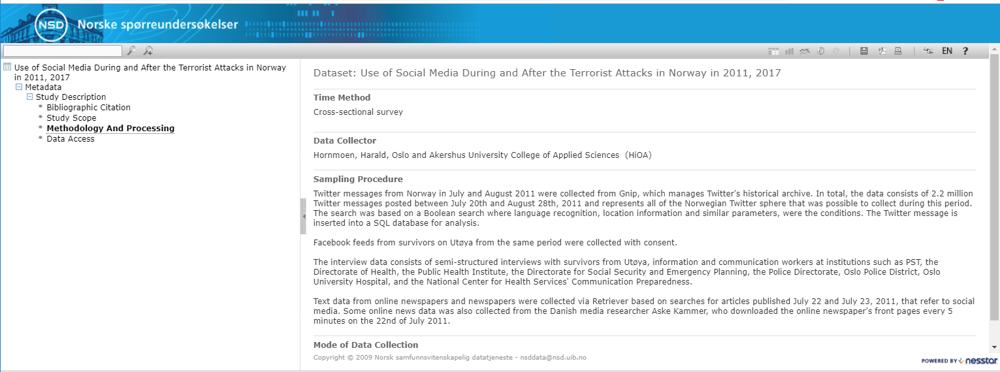 NSD Norske spørreundersøkelser
EN ?
Use of Social Media During and After the Terrorist Attacks in Norway
in 2011, 2017
Metadata
Study Description
Bibliographic Citation
Study Scope
Methodology And Processing
Data Access
Dataset: Use of Social Media During and After the Terrorist Attacks in Norway in 2011, 2017
Time Method
Cross-sectional survey
Data Collector
Hornmoen, Harald, Oslo and Akershus University College of Applied Sciences (HiOA)
Sampling Procedure
Twitter messages from Norway in July and August 2011 were collected from Gnip, which manages Twitter's historical archive. In total, the data consists of 2.2 million
Twitter messages posted between July 20th and August 28th, 2011 and represents all of the Norwegian Twitter sphere that was possible to collect during this period.
The search was based on a Boolean search where language recognition, location information and similar parameters, were the conditions. The Twitter message is
inserted into a SQL database for analysis.
Facebook feeds from survivors on Utøya from the same period were collected with consent.
The interview data consists of semi-structured interviews with survivors from Utøya, information and communication workers at institutions such as PST, the
Directorate of Health, the Public Health Institute, the Directorate for Social Security and Emergency Planning, the Police Directorate, Oslo Police District, Oslo
University Hospital, and the National Center for Health Services' Communication Preparedness.
Text data from online newspapers and newspapers were collected via Retriever based on searches for articles published July 22 and July 23, 2011, that refer to social
media. Some online news data was also collected from the Danish media researcher Aske Kammer, who downloaded the online newspaper's front pages every 5
minutes on the 22nd of July 2011.
Mode of Data Collection
Copyright © 2009 Norsk samfunnsvitenskapelig datatjeneste - nsddata@nsd.uib.no
POWERED BY nesstar